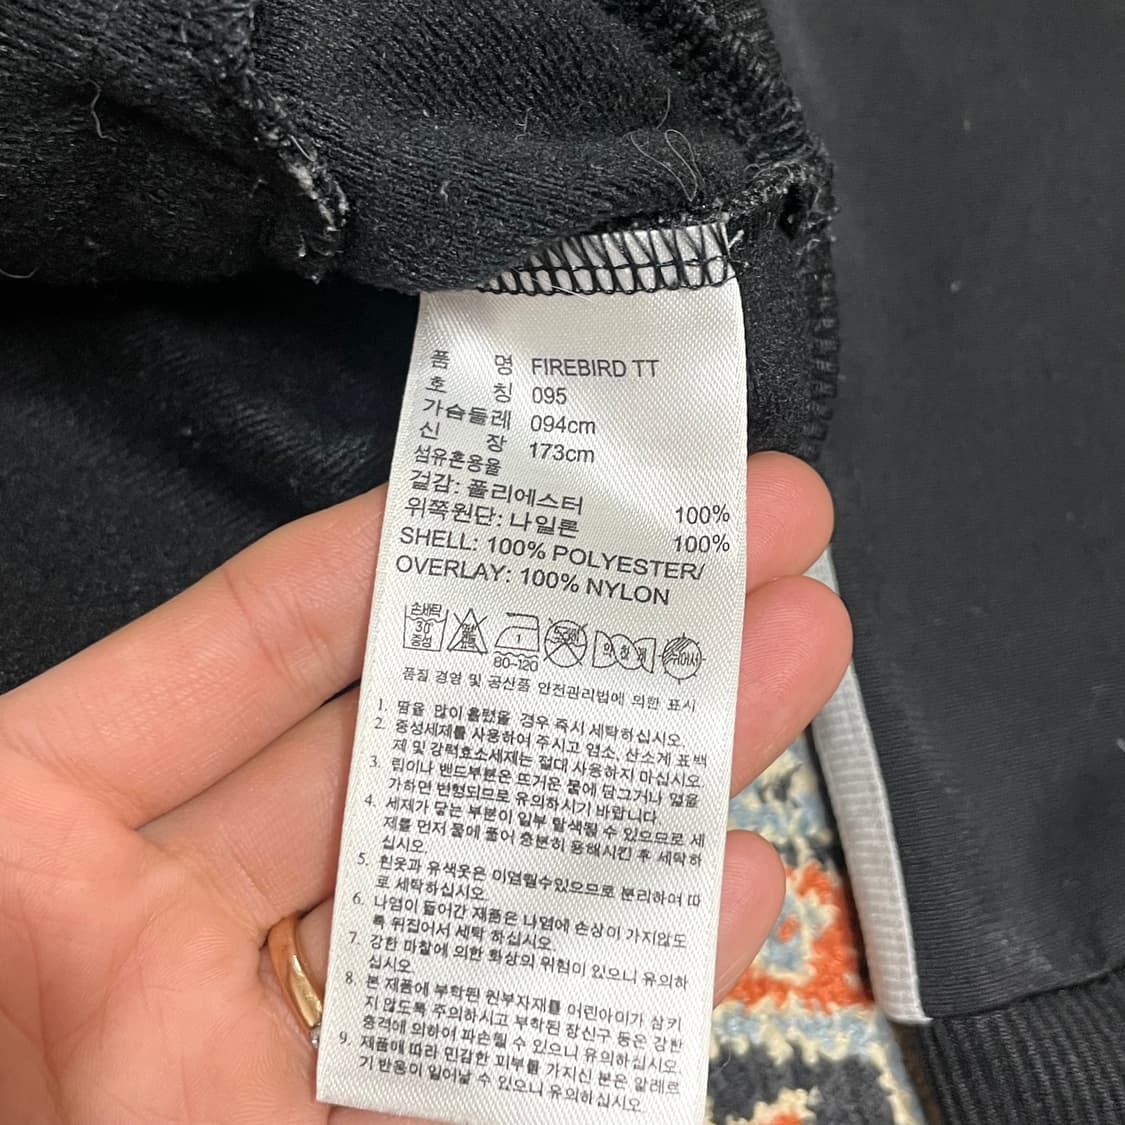 품 명 FIREBIRD TT
호 칭 095
가슴둘레 094cm
신 장 173cm
섬유혼용율
겉감: 폴리에스터 100%
위쪽원단: 나일론 100%
SHELL: 100% POLYESTER/
OVERLAY: 100% NYLON
손세탁
30
중성
1
80~120
약하게
품질 경영 및 공산품 안전관리법에 의한 표시
1. 땀을 많이 흘렸을 경우 즉시 세탁하십시오.
2. 중성세제를 사용하여 주시고 염소, 산소계 표백
제 및 강력효소세제는 절대 사용하지 마십시오.
3. 립이나 밴드부분은 뜨거운 물에 담그거나 열을
가하면 변형되므로 유의하시기 바랍니다.
4. 세제가 닿는 부분이 일부 탈색될 수 있으므로 세
제를 먼저 물에 풀어 충분히 용해시킨 후 세탁하
십시오.
5. 흰옷과 유색옷은 이염될수있으므로 분리하여 따
로 세탁하십시오.
6. 나염이 들어간 제품은 나염에 손상이 가지않도
록 뒤집어서 세탁 하십시오.
7. 강한 마찰에 의한 화상의 위험이 있으니 유의하
십시오.
8. 본 제품에 부착된 원부자재를 어린아이가 삼키
지 않도록 주의하시고 부하된 장신구 등은 강한
충격에 의하여 파손될 수 있으니 유의하십시오.
9. 제품에 따라 민감한 피부를 가지신 분은 알레르
기 반응이 일어날 수 있으니 유의하십시오.